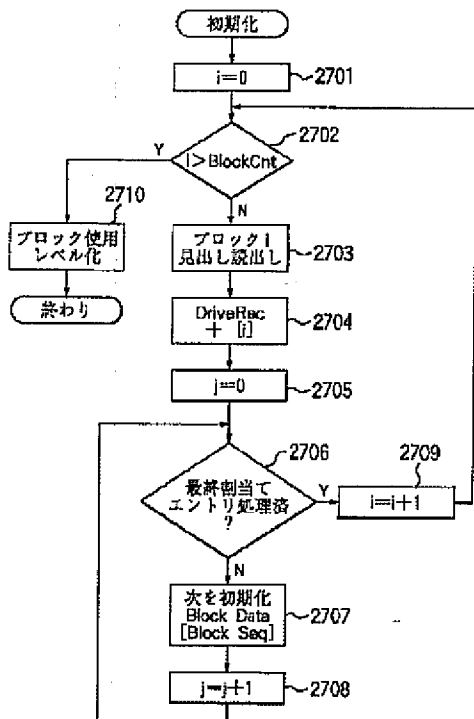 初期化
i=0
2701
2702
i>BlockCnt
Y
N
2710
ブロック使用
レベル化
終わり
ブロックi
見出し読出し
2703
DriveRec
+ [i]
2704
j=0
2705
2706
最終割当て
エントリ処理済
?
Y
N
2709
i=i+1
次を初期化
Block Data
[Block Seq]
2707
j=j+1
2708